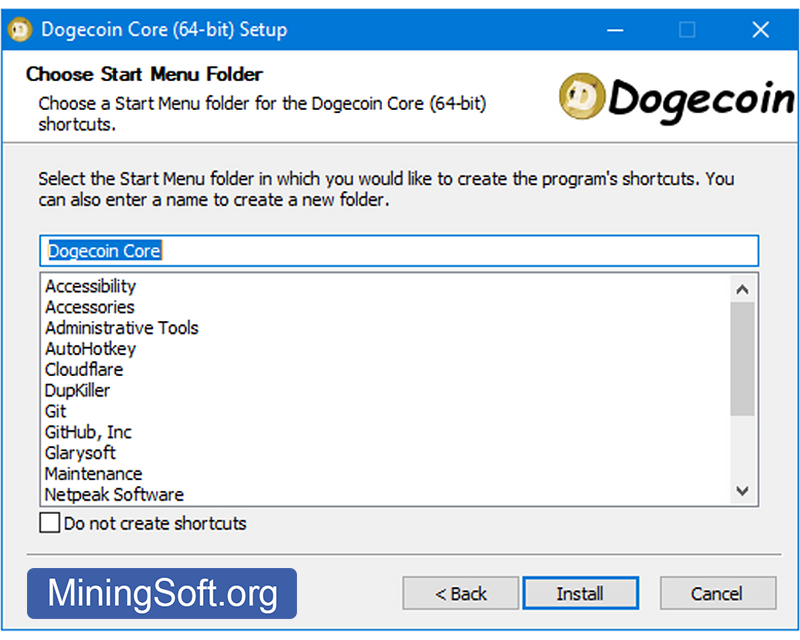 Dogecoin Core (64-bit) Setup
Choose Start Menu Folder
Choose a Start Menu folder for the Dogecoin Core (64-bit)
shortcuts.
Dogecoin
Select the Start Menu folder in which you would like to create the program's shortcuts. You
can also enter a name to create a new folder.
Dogecoin Core
Accessibility
Accessories
Administrative Tools
AutoHotkey
Cloudflare
DupKiller
Git
GitHub, Inc
Glarysoft
Maintenance
Netpeak Software
Do not create shortcuts
MiningSoft.org
< Back
Install
Cancel